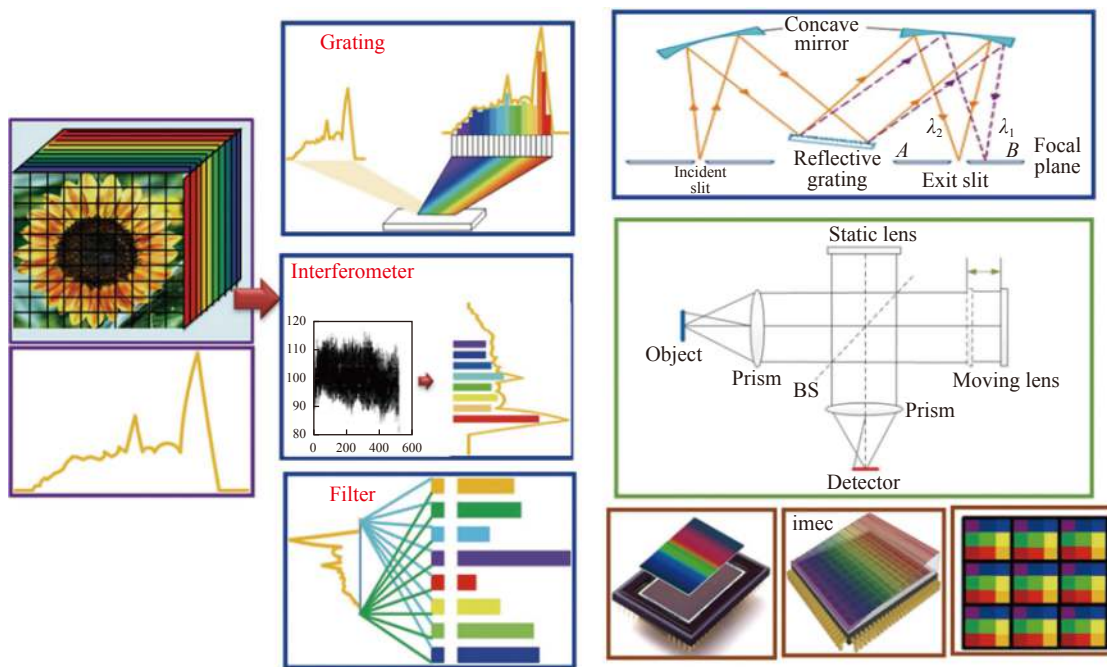 Grating
Interferometer
120
110
100
90
80
0
200
400
600
Filter
Concave
mirror
λ₂
λ₁
A
B
Incident
slit
Reflective
grating
Exit slit
Focal
plane
Static lens
Object
Prism
BS
Moving lens
Prism
Detector
imec